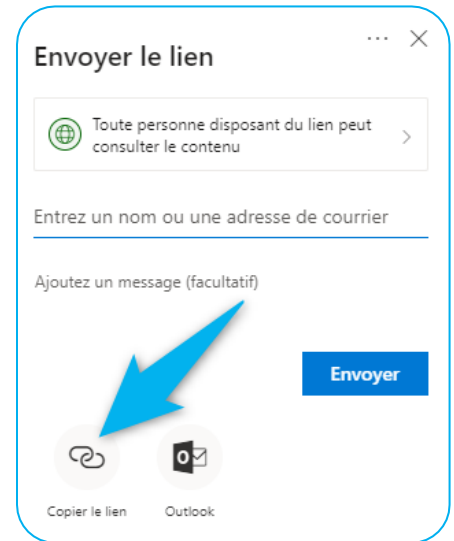 Envoyer le lien
Toute personne disposant du lien peut
consulter le contenu
Entrez un nom ou une adresse de courrier
Ajoutez un message (facultatif)
Envoyer
Copier le lien
Outlook